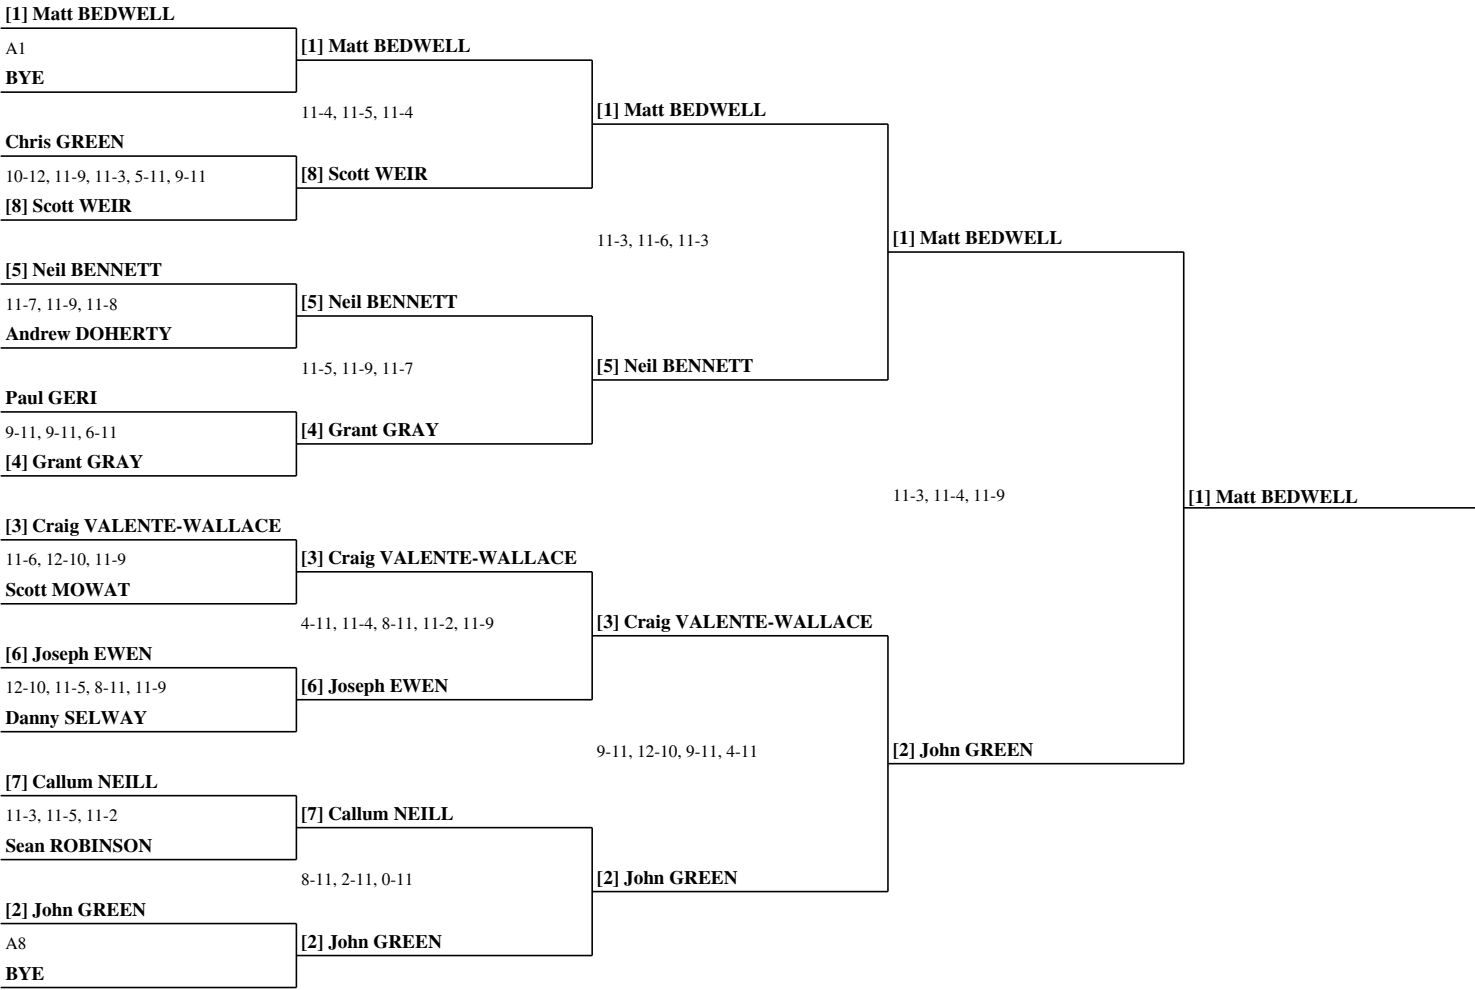 [1] Matt BEDWELL
A1
BYE
Chris GREEN
10-12, 11-9, 11-3, 5-11, 9-11
[8] Scott WEIR
[5] Neil BENNETT
11-7, 11-9, 11-8
Andrew DOHERTY
Paul GERI
9-11, 9-11, 6-11
[4] Grant GRAY
[3] Craig VALENTE-WALLACE
11-6, 12-10, 11-9
Scott MOWAT
[6] Joseph EWEN
12-10, 11-5, 8-11, 11-9
Danny SELWAY
[7] Callum NEILL
11-3, 11-5, 11-2
Sean ROBINSON
[2] John GREEN
A8
BYE
[1] Matt BEDWELL
11-4, 11-5, 11-4
[8] Scott WEIR
[5] Neil BENNETT
11-5, 11-9, 11-7
[4] Grant GRAY
[3] Craig VALENTE-WALLACE
4-11, 11-4, 8-11, 11-2, 11-9
[6] Joseph EWEN
[7] Callum NEILL
8-11, 2-11, 0-11
[2] John GREEN
[1] Matt BEDWELL
11-3, 11-6, 11-3
[5] Neil BENNETT
[3] Craig VALENTE-WALLACE
9-11, 12-10, 9-11, 4-11
[2] John GREEN
[1] Matt BEDWELL
11-3, 11-4, 11-9
[2] John GREEN
[1] Matt BEDWELL